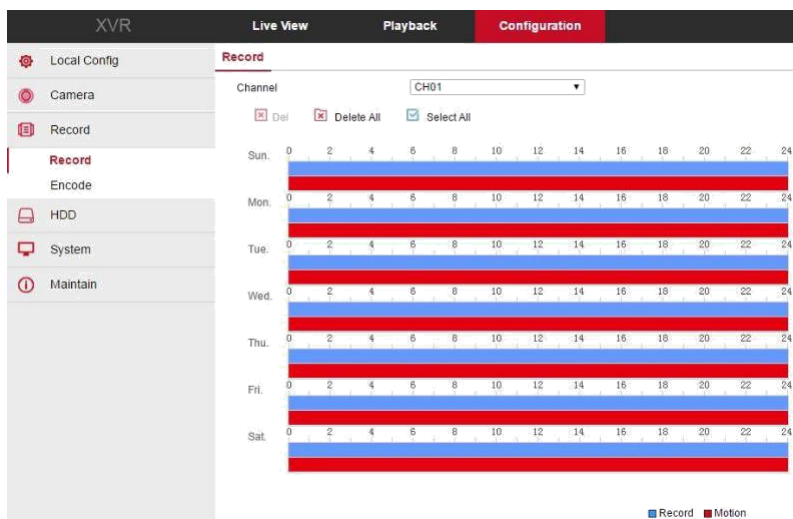 XVR Live View Playback Configuration
Local Config
Camera
Record
Record
Encode
HDD
System
Maintain
Record
Channel CH01
Del Delete All Select All
Sun. 0 2 4 6 8 10 12 14 16 18 20 22 24
Mon. 0 2 4 6 8 10 12 14 16 18 20 22 24
Tue. 0 2 4 6 8 10 12 14 16 18 20 22 24
Wed. 0 2 4 6 8 10 12 14 16 18 20 22 24
Thu. 0 2 4 6 8 10 12 14 16 18 20 22 24
Fri. 0 2 4 6 8 10 12 14 16 18 20 22 24
Sat. 0 2 4 6 8 10 12 14 16 18 20 22 24
Record Motion